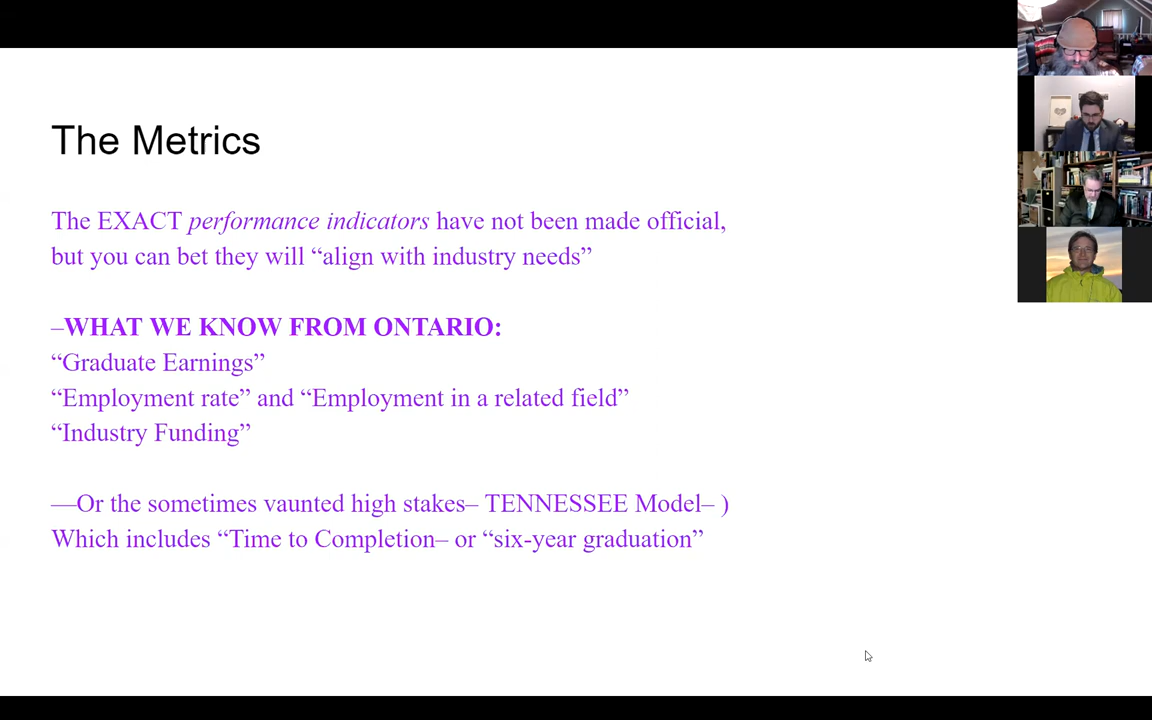 The Metrics
The EXACT performance indicators have not been made official,
but you can bet they will “align with industry needs”
–WHAT WE KNOW FROM ONTARIO:
“Graduate Earnings”
“Employment rate” and “Employment in a related field”
“Industry Funding”
—Or the sometimes vaunted high stakes– TENNESSEE Model– )
Which includes “Time to Completion– or “six-year graduation”